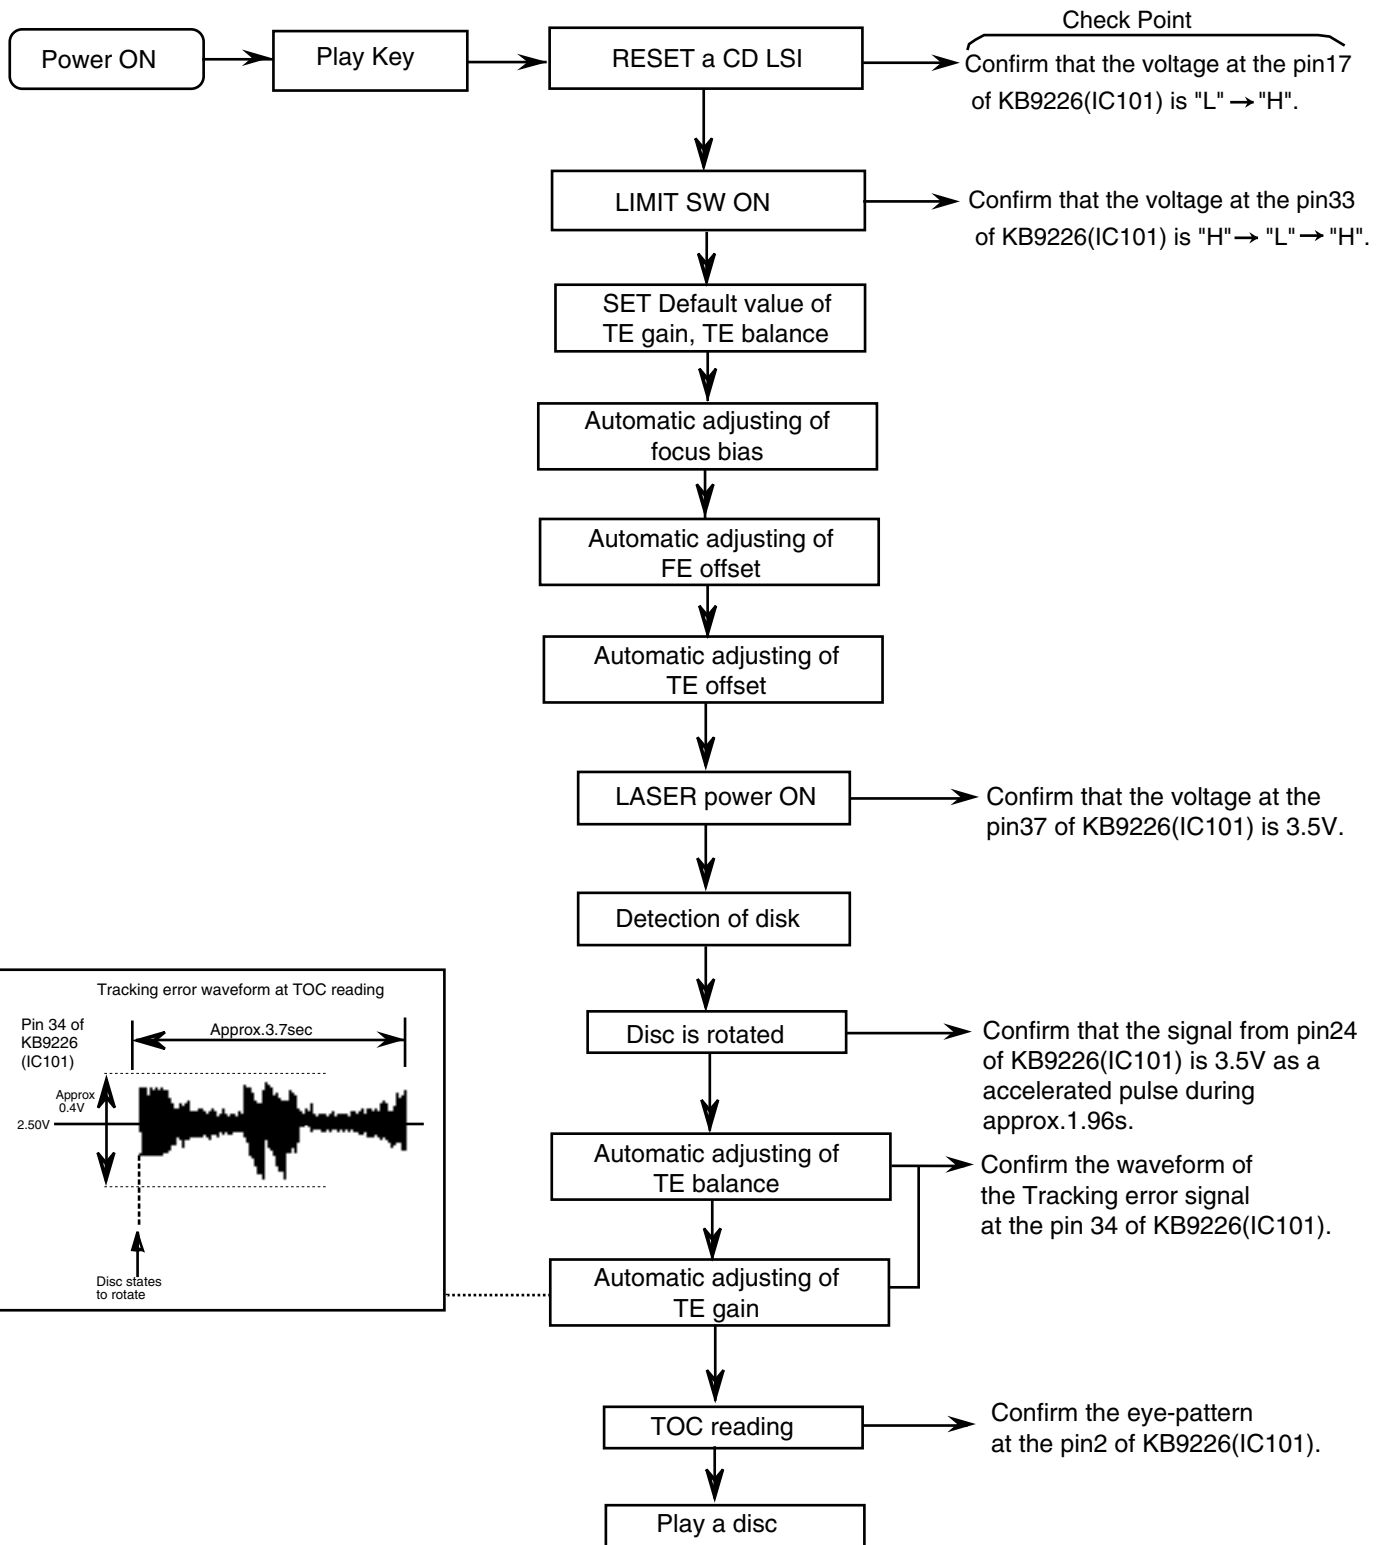 Check Point
Power ON
Play Key
RESET a CD LSI
Confirm that the voltage at the pin17
of KB9226(IC101) is "L" → "H".
LIMIT SW ON
Confirm that the voltage at the pin33
of KB9226(IC101) is "H" → "L" → "H".
SET Default value of
TE gain, TE balance
Automatic adjusting of
focus bias
Automatic adjusting of
FE offset
Automatic adjusting of
TE offset
LASER power ON
Confirm that the voltage at the
pin37 of KB9226(IC101) is 3.5V.
Detection of disk
Disc is rotated
Confirm that the signal from pin24
of KB9226(IC101) is 3.5V as a
accelerated pulse during
approx.1.96s.
Tracking error waveform at TOC reading
Pin 34 of
KB9226
(IC101)
Approx.3.7sec
Approx
0.4V
2.50V
Disc states
to rotate
Automatic adjusting of
TE balance
Confirm the waveform of
the Tracking error signal
at the pin 34 of KB9226(IC101).
Automatic adjusting of
TE gain
TOC reading
Confirm the eye-pattern
at the pin2 of KB9226(IC101).
Play a disc